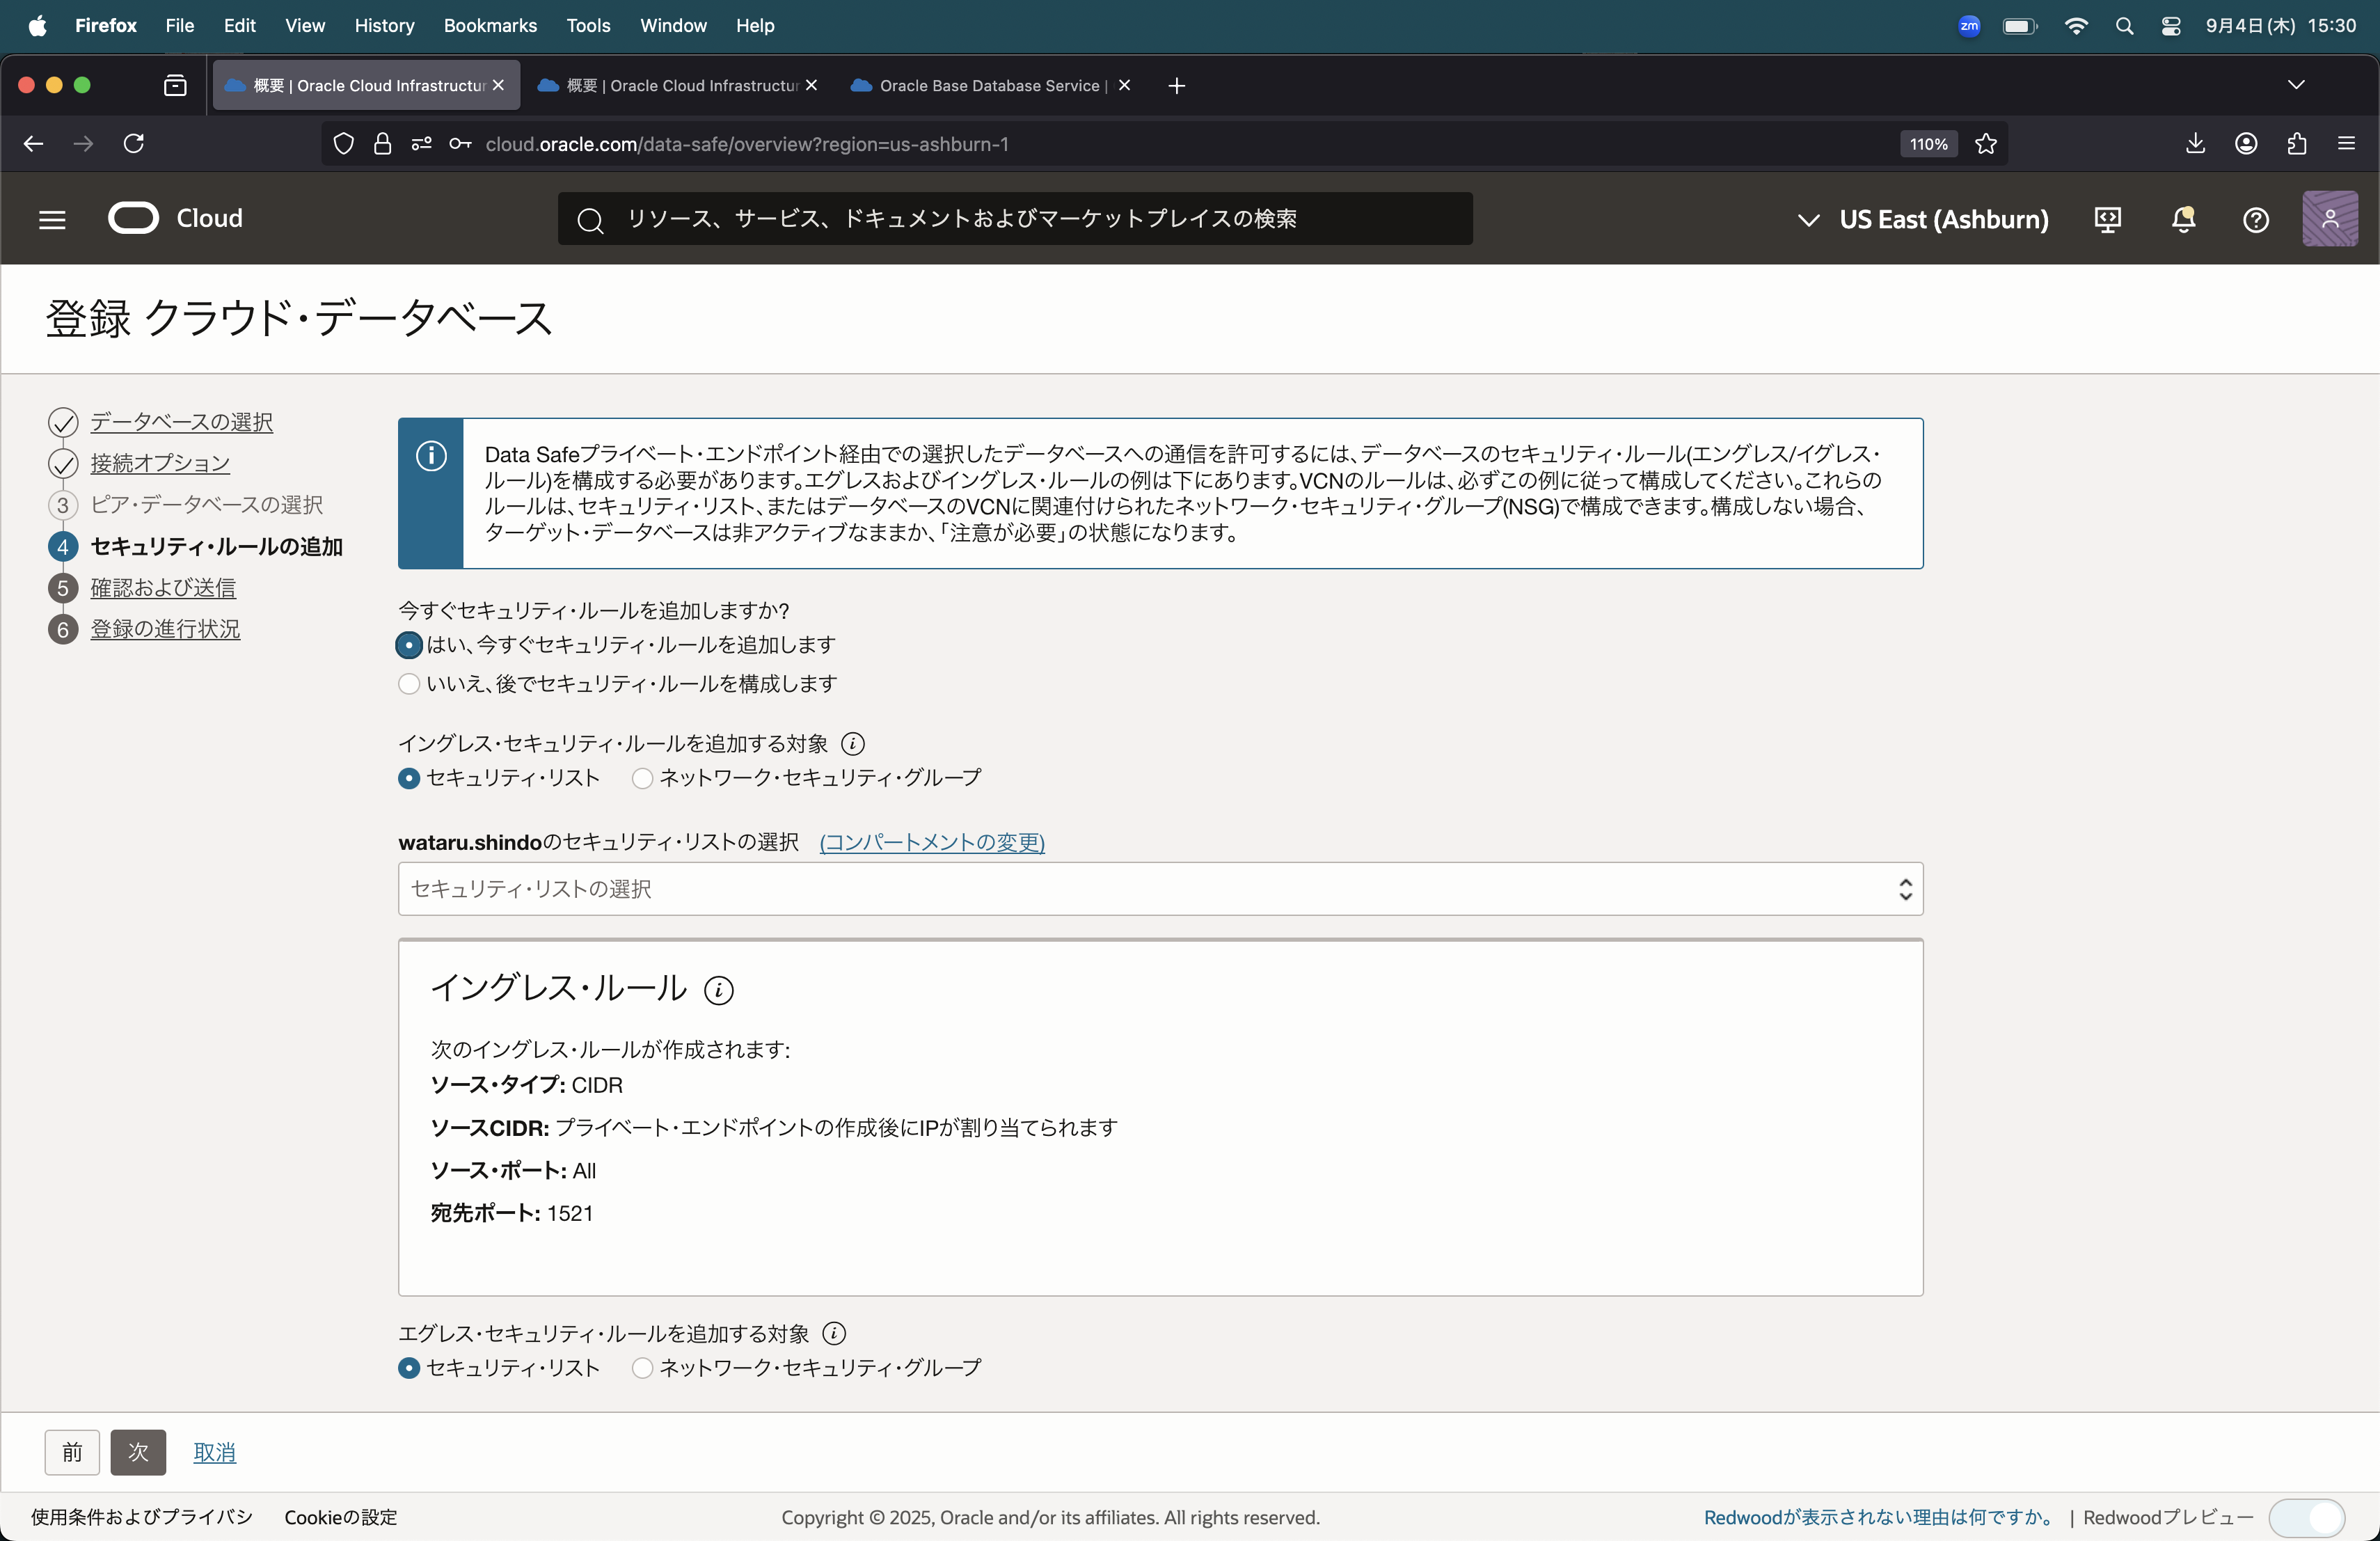 Firefox File Edit View History Bookmarks Tools Window Help zm 9月4日(木) 15:30
概要 | Oracle Cloud Infrastructur 概要 | Oracle Cloud Infrastructur Oracle Base Database Service |
cloud.oracle.com/data-safe/overview?region=us-ashburn-1 110%
Cloud リソース、サービス、ドキュメントおよびマーケットプレイスの検索 US East (Ashburn)
登録 クラウド・データベース
データベースの選択
接続オプション
3 ピア・データベースの選択
4 セキュリティ・ルールの追加
5 確認および送信
6 登録の進行状況
Data Safeプライベート・エンドポイント経由での選択したデータベースへの通信を許可するには、データベースのセキュリティ・ルール(エングレス/イグレス・
ルール)を構成する必要があります。エグレスおよびイングレス・ルールの例は下にあります。VCNのルールは、必ずこの例に従って構成してください。これらの
ルールは、セキュリティ・リスト、またはデータベースのVCNに関連付けられたネットワーク・セキュリティ・グループ(NSG)で構成できます。構成しない場合、
ターゲット・データベースは非アクティブなままか、「注意が必要」の状態になります。
今すぐセキュリティ・ルールを追加しますか?
はい、今すぐセキュリティ・ルールを追加します
いいえ、後でセキュリティ・ルールを構成します
イングレス・セキュリティ・ルールを追加する対象
セキュリティ・リスト ネットワーク・セキュリティ・グループ
wataru.shindoのセキュリティ・リストの選択 (コンパートメントの変更)
セキュリティ・リストの選択
イングレス・ルール
次のイングレス・ルールが作成されます:
ソース・タイプ: CIDR
ソースCIDR: プライベート・エンドポイントの作成後にIPが割り当てられます
ソース・ポート: All
宛先ポート: 1521
エグレス・セキュリティ・ルールを追加する対象
セキュリティ・リスト ネットワーク・セキュリティ・グループ
前 次 取消
使用条件およびプライバシ Cookieの設定 Copyright © 2025, Oracle and/or its affiliates. All rights reserved. Redwoodが表示されない理由は何ですか。 | Redwoodプレビュー